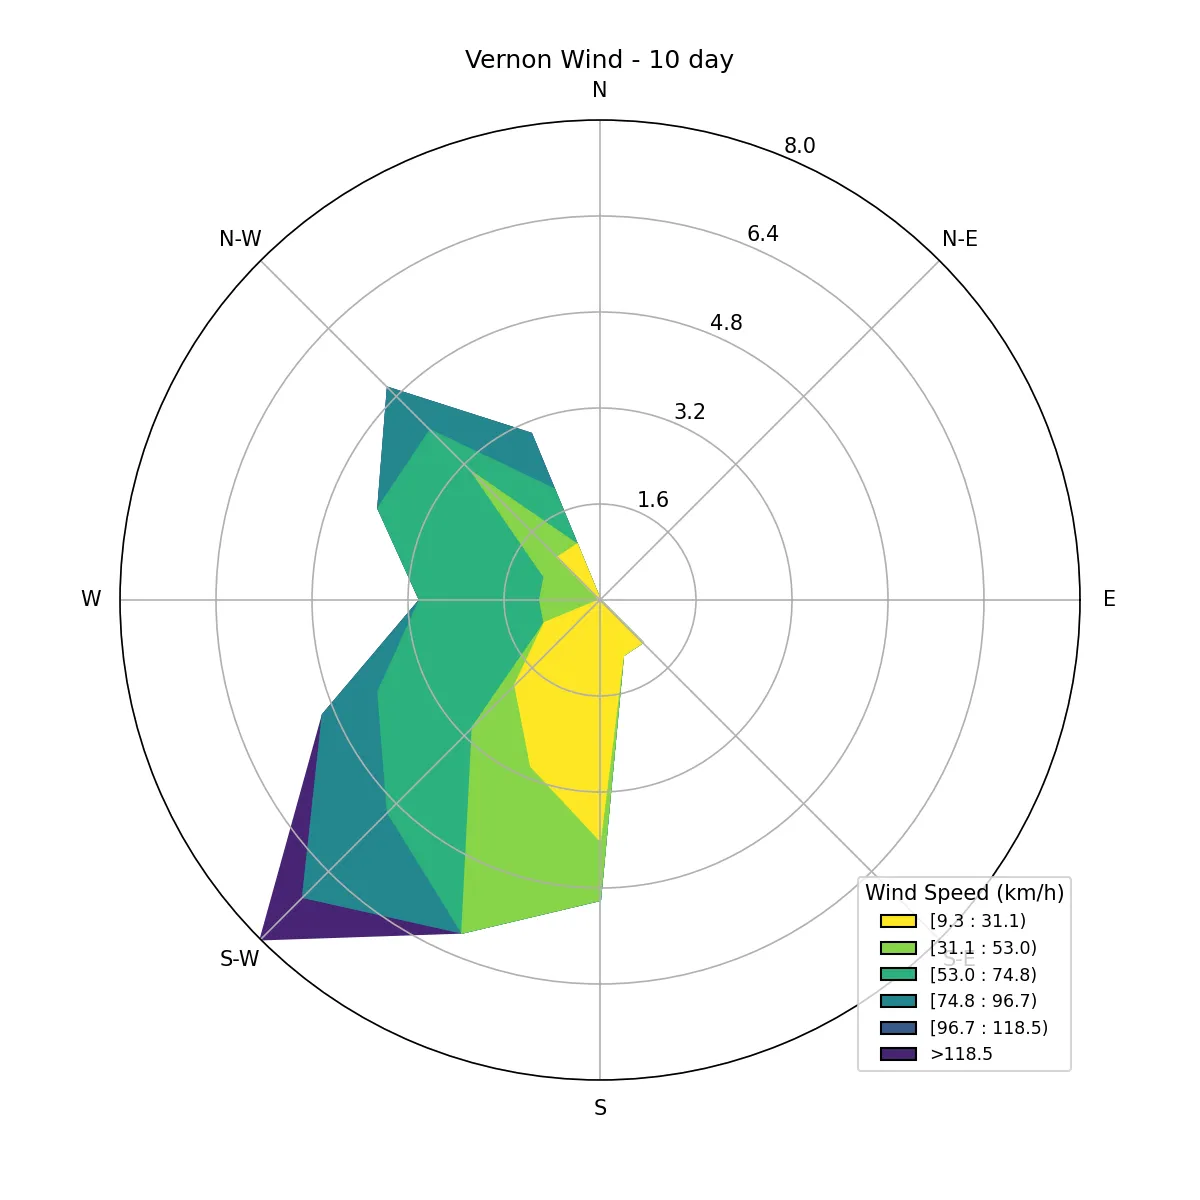 Vernon Wind - 10 day
N
8.0
N-W
N-E
6.4
4.8
3.2
1.6
W
E
S-W
S-E
S
Wind Speed (km/h)
[9.3 : 31.1)
[31.1 : 53.0)
[53.0 : 74.8)
[74.8 : 96.7)
[96.7 : 118.5)
>118.5